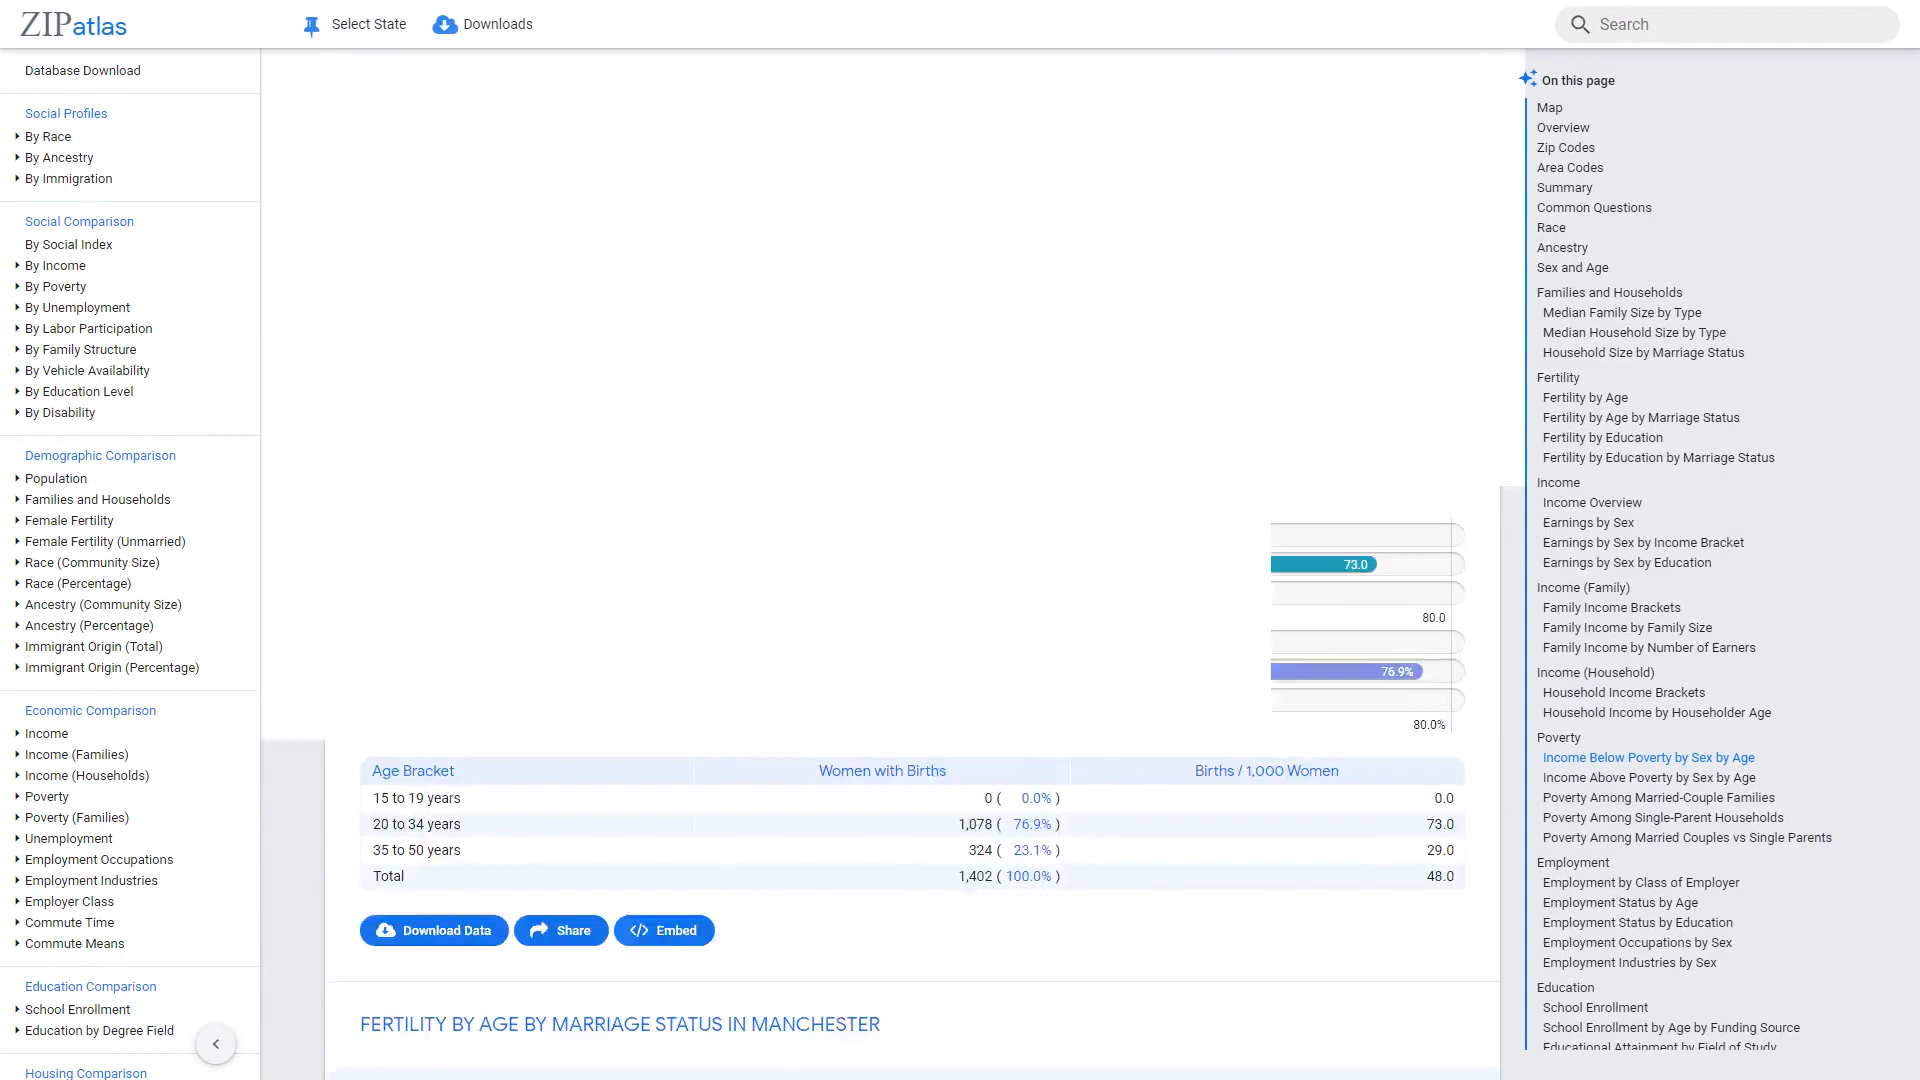 ZIPatlas
Select State
Downloads
Search
Database Download
Social Profiles
By Race
By Ancestry
By Immigration
Social Comparison
By Social Index
By Income
By Poverty
By Unemployment
By Labor Participation
By Family Structure
By Vehicle Availability
By Education Level
By Disability
Demographic Comparison
Population
Families and Households
Female Fertility
Female Fertility (Unmarried)
Race (Community Size)
Race (Percentage)
Ancestry (Community Size)
Ancestry (Percentage)
Immigrant Origin (Total)
Immigrant Origin (Percentage)
Economic Comparison
Income
Income (Families)
Income (Households)
Poverty
Poverty (Families)
Unemployment
Employment Occupations
Employment Industries
Employer Class
Commute Time
Commute Means
Education Comparison
School Enrollment
Education by Degree Field
Housing Comparison
73.0
80.0
76.9%
80.0%
Age Bracket Women with Births Births / 1,000 Women
15 to 19 years 0 ( 0.0% ) 0.0
20 to 34 years 1,078 ( 76.9% ) 73.0
35 to 50 years 324 ( 23.1% ) 29.0
Total 1,402 ( 100.0% ) 48.0
Download Data
Share
Embed
FERTILITY BY AGE BY MARRIAGE STATUS IN MANCHESTER
On this page
Map
Overview
Zip Codes
Area Codes
Summary
Common Questions
Race
Ancestry
Sex and Age
Families and Households
Median Family Size by Type
Median Household Size by Type
Household Size by Marriage Status
Fertility
Fertility by Age
Fertility by Age by Marriage Status
Fertility by Education
Fertility by Education by Marriage Status
Income
Income Overview
Earnings by Sex
Earnings by Sex by Income Bracket
Earnings by Sex by Education
Income (Family)
Family Income Brackets
Family Income by Family Size
Family Income by Number of Earners
Income (Household)
Household Income Brackets
Household Income by Householder Age
Poverty
Income Below Poverty by Sex by Age
Income Above Poverty by Sex by Age
Poverty Among Married-Couple Families
Poverty Among Single-Parent Households
Poverty Among Married Couples vs Single Parents
Employment
Employment by Class of Employer
Employment Status by Age
Employment Status by Education
Employment Occupations by Sex
Employment Industries by Sex
Education
School Enrollment
School Enrollment by Age by Funding Source
Educational Attainment by Field of Study